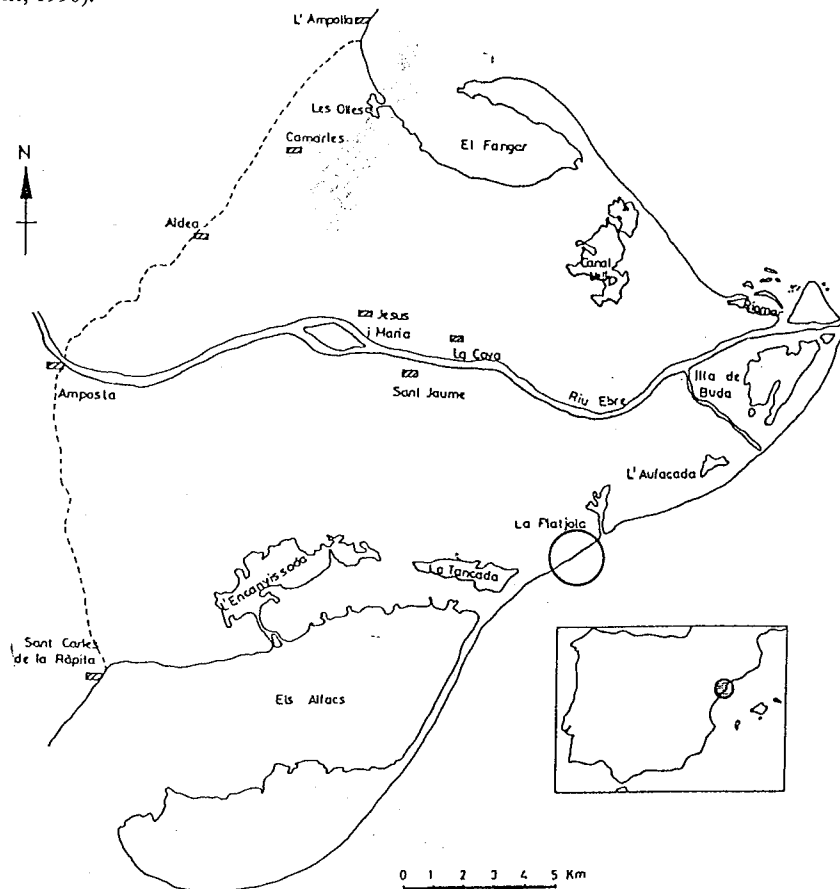 1990).
L'Ampolla
Les Olles
Camarles
El Fangar
N
Aldea
Canal
Riomar
Jesus
i Maria
La Cava
Illa de
Buda
Amposta
Sant Jaume
Riu Ebre
L'Aufacada
La Platjola
L'Encanyissada
La Tancada
Sant Carles
de la Ràpita
Els Alfacs
0 1 2 3 4 5 Km